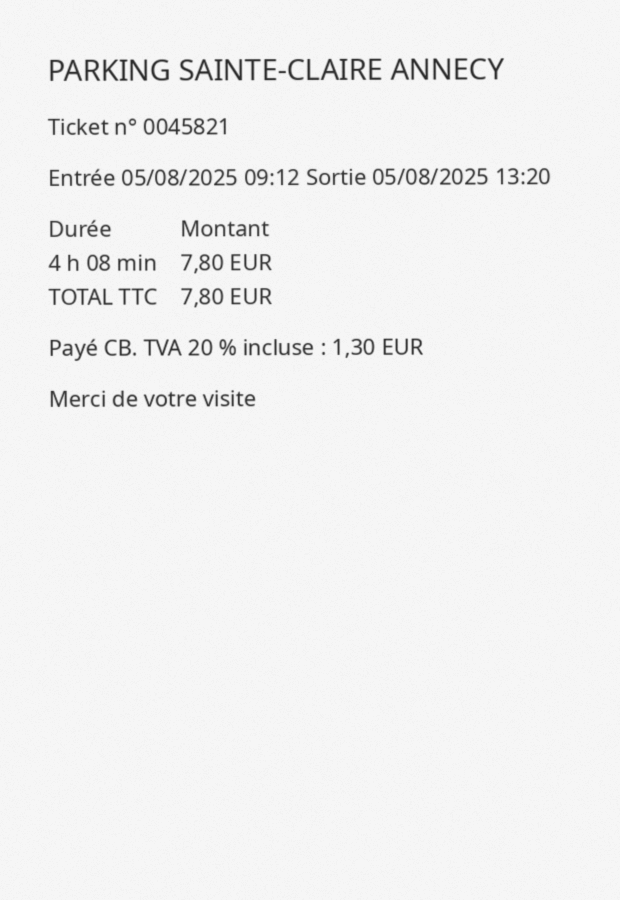 PARKING SAINTE-CLAIRE ANNECY
Ticket n° 0045821
Entrée 05/08/2025 09:12 Sortie 05/08/2025 13:20
Durée Montant
4 h 08 min 7,80 EUR
TOTAL TTC 7,80 EUR
Payé CB. TVA 20 % incluse : 1,30 EUR
Merci de votre visite